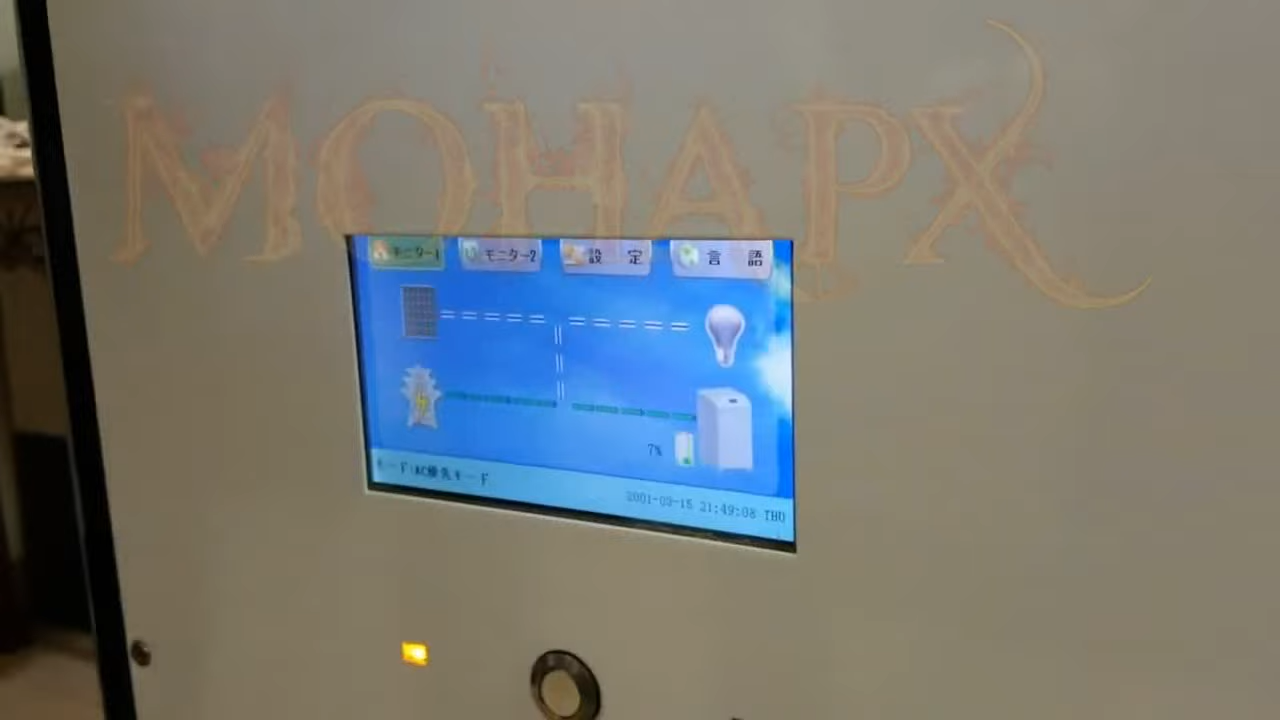 MOHAPX
モニター1 モニター2 設 定 言 語
7%
モード:AC優先モード
2001-03-15 21:49:08 THU